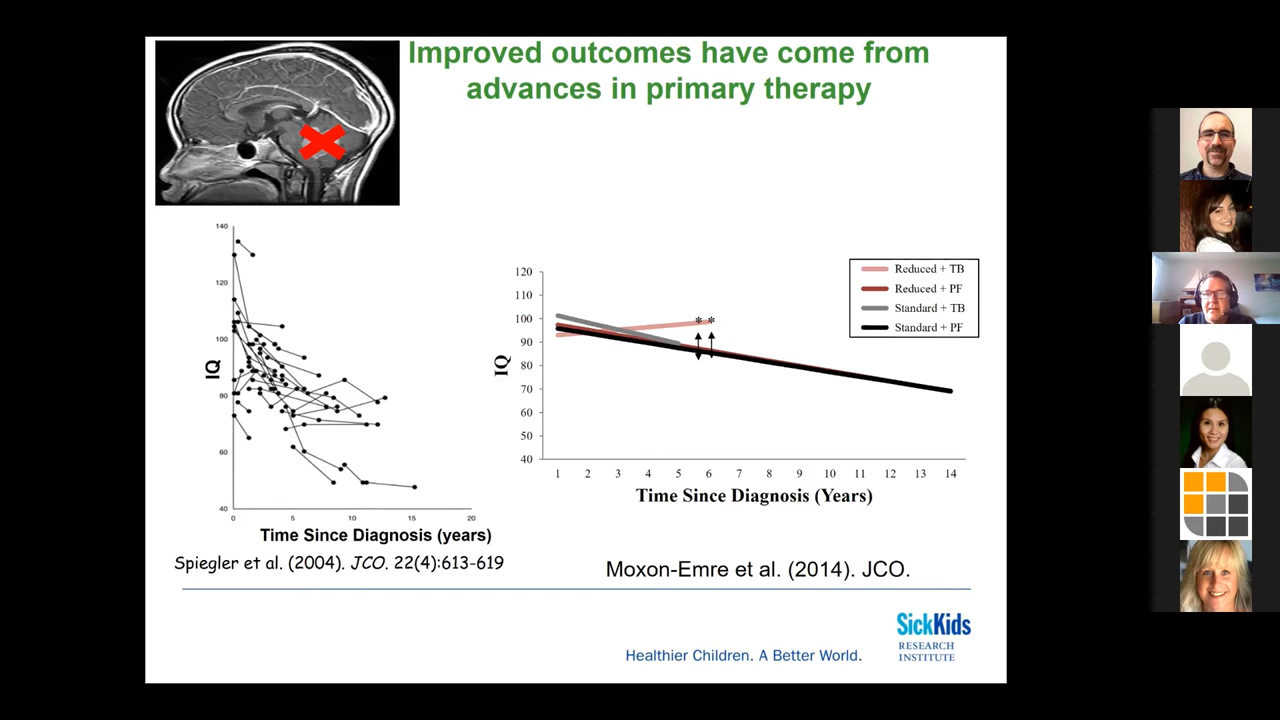 Improved outcomes have come from
advances in primary therapy
140
120
100
80
60
40
IQ
0
5
10
15
20
Time Since Diagnosis (years)
Spiegler et al. (2004). JCO. 22(4):613-619
120
110
100
90
80
70
60
50
40
IQ
* *
1 2 3 4 5 6 7 8 9 10 11 12 13 14
Time Since Diagnosis (Years)
Reduced + TB
Reduced + PF
Standard + TB
Standard + PF
Moxon-Emre et al. (2014). JCO.
SickKids
RESEARCH
INSTITUTE
Healthier Children. A Better World.